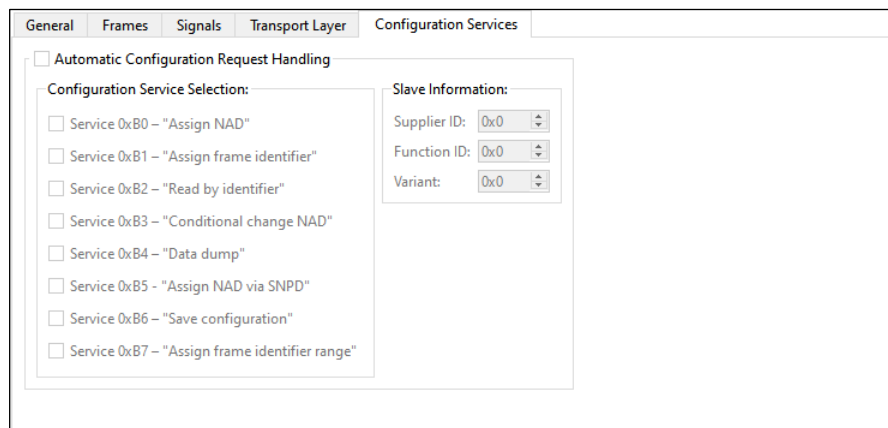 General Frames Signals Transport Layer Configuration Services
Automatic Configuration Request Handling
Configuration Service Selection:
Service 0xB0 – "Assign NAD"
Service 0xB1 – "Assign frame identifier"
Service 0xB2 – "Read by identifier"
Service 0xB3 – "Conditional change NAD"
Service 0xB4 – "Data dump"
Service 0xB5 - "Assign NAD via SNPD"
Service 0xB6 – "Save configuration"
Service 0xB7 – "Assign frame identifier range"
Slave Information:
Supplier ID: 0x0
Function ID: 0x0
Variant: 0x0